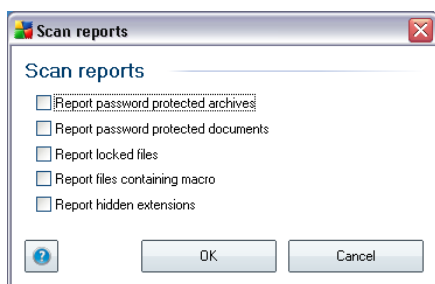 Scan reports
Scan reports
Report password protected archives
Report password protected documents
Report locked files
Report files containing macro
Report hidden extensions
?
OK
Cancel